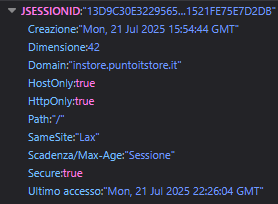 JSESSIONID:"13D9C30E3229565...1521FE75E7D2DB"
Creazione:"Mon, 21 Jul 2025 15:54:44 GMT"
Dimensione:42
Domain:"instore.puntoitstore.it"
HostOnly:true
HttpOnly:true
Path:"/"
SameSite:"Lax"
Scadenza/Max-Age:"Sessione"
Secure:true
Ultimo accesso:"Mon, 21 Jul 2025 22:26:04 GMT"